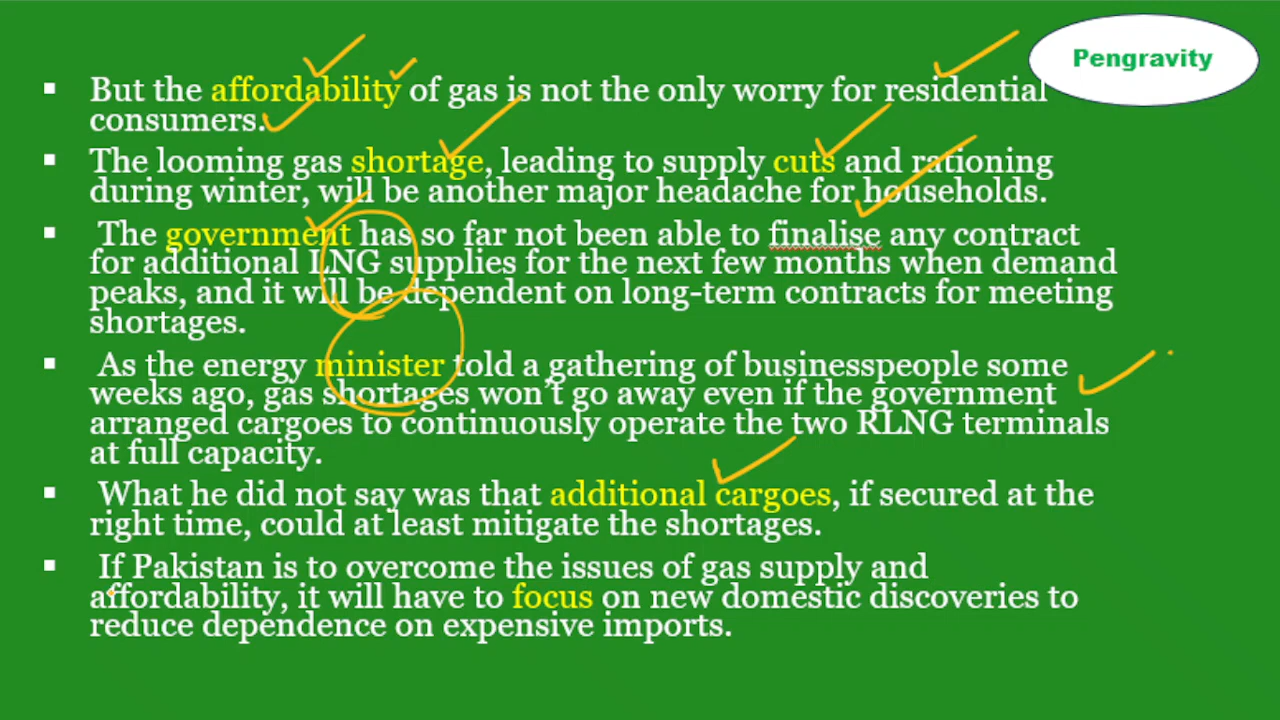 Pengravity
▪ But the affordability of gas is not the only worry for residential
consumers.
▪ The looming gas shortage, leading to supply cuts and rationing
during winter, will be another major headache for households.
▪ The government has so far not been able to finalise any contract
for additional LNG supplies for the next few months when demand
peaks, and it will be dependent on long-term contracts for meeting
shortages.
▪ As the energy minister told a gathering of businesspeople some
weeks ago, gas shortages won't go away even if the government
arranged cargoes to continuously operate the two RLNG terminals
at full capacity.
▪ What he did not say was that additional cargoes, if secured at the
right time, could at least mitigate the shortages.
▪ If Pakistan is to overcome the issues of gas supply and
affordability, it will have to focus on new domestic discoveries to
reduce dependence on expensive imports.